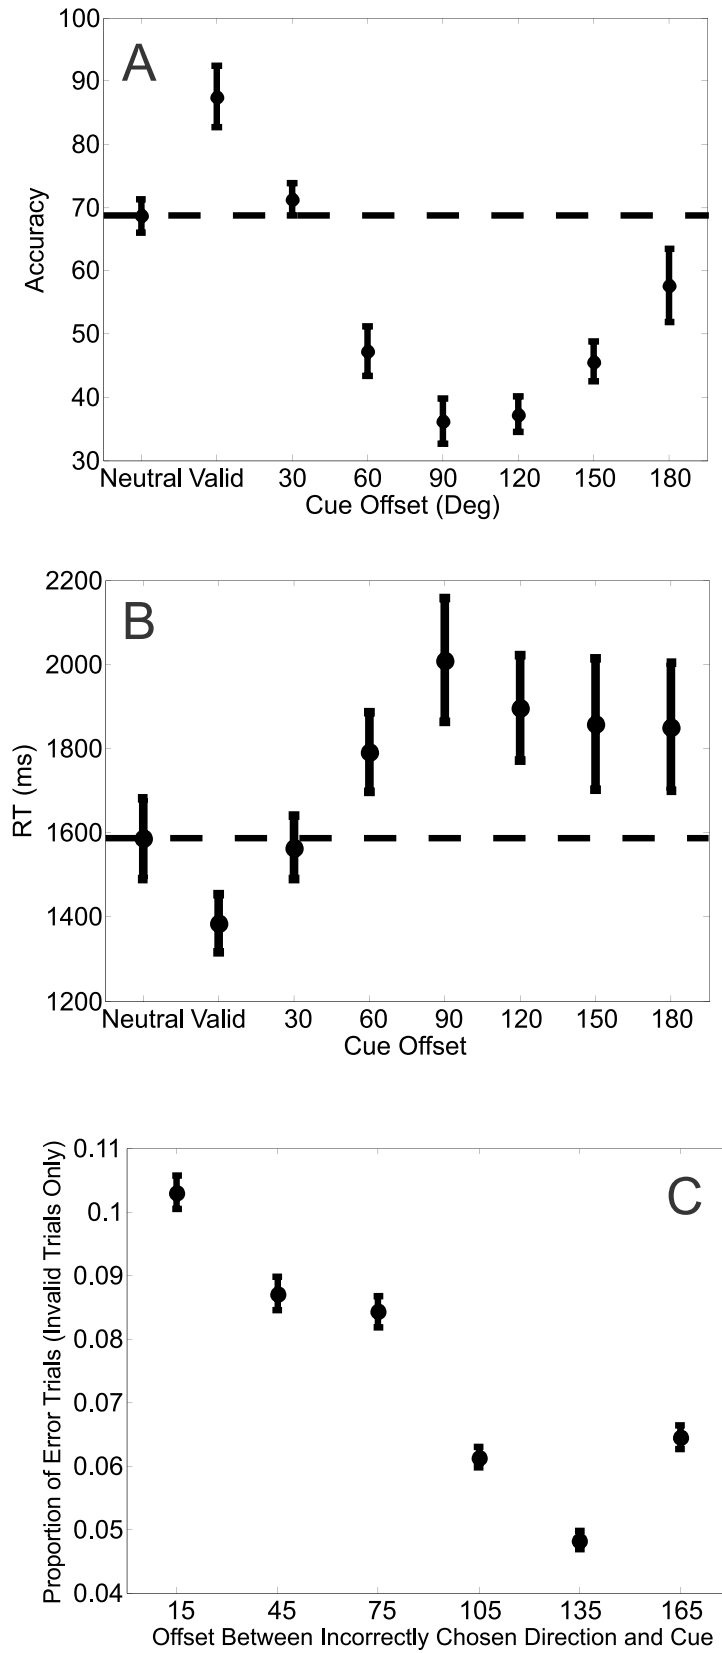 A
Accuracy
100
90
80
70
60
50
40
30
Neutral Valid 30 60 90 120 150 180
Cue Offset (Deg)
B
RT (ms)
2200
2000
1800
1600
1400
1200
Neutral Valid 30 60 90 120 150 180
Cue Offset
C
Proportion of Error Trials (Invalid Trials Only)
0.11
0.1
0.09
0.08
0.07
0.06
0.05
0.04
15 45 75 105 135 165
Offset Between Incorrectly Chosen Direction and Cue